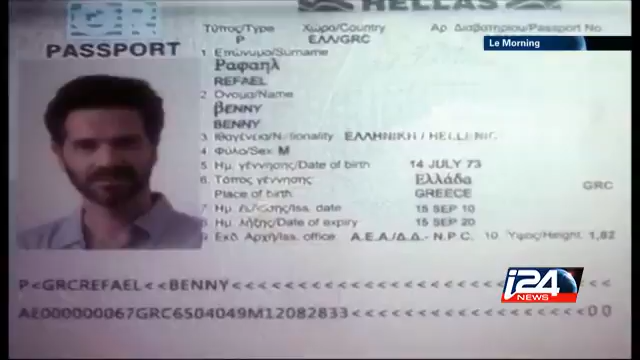 HELLAS
Τύπος/Type Χώρα/Country Αρ. Διαβατηρίου/Passport No
P ΕΛΛ/GRC
Le Morning
PASSPORT
1 Επώνυμο/Surname
Ραφαηλ
REFAEL
2 Όνομα/Name
βΕΝΝΥ
BENNY
3 Ιθαγένεια/Nationality ΕΛΛΗΝΙΚΗ / HELLENIC
4 Φύλο/Sex M
5 Ημ. γέννησης/Date of birth 14 JULY 73
6 Τόπος γέννησης Ελλάδα GRC
Place of birth GREECE
7 Ημ. έκδοσης/Iss. date 15 SEP 10
8 Ημ. λήξης/Date of expiry 15 SEP 20
9 Εκδ. Αρχή/Iss. office Α.Ε.Α./Δ.Δ.- N.P.C. 10 Υψος/Height 1,82
P<GRCREFAEL<<BENNY<<<<<<<<<<<<<<
i24
NEWS
AE000000067GRC6504049M12082833<<<<<<<<<<<<<<00